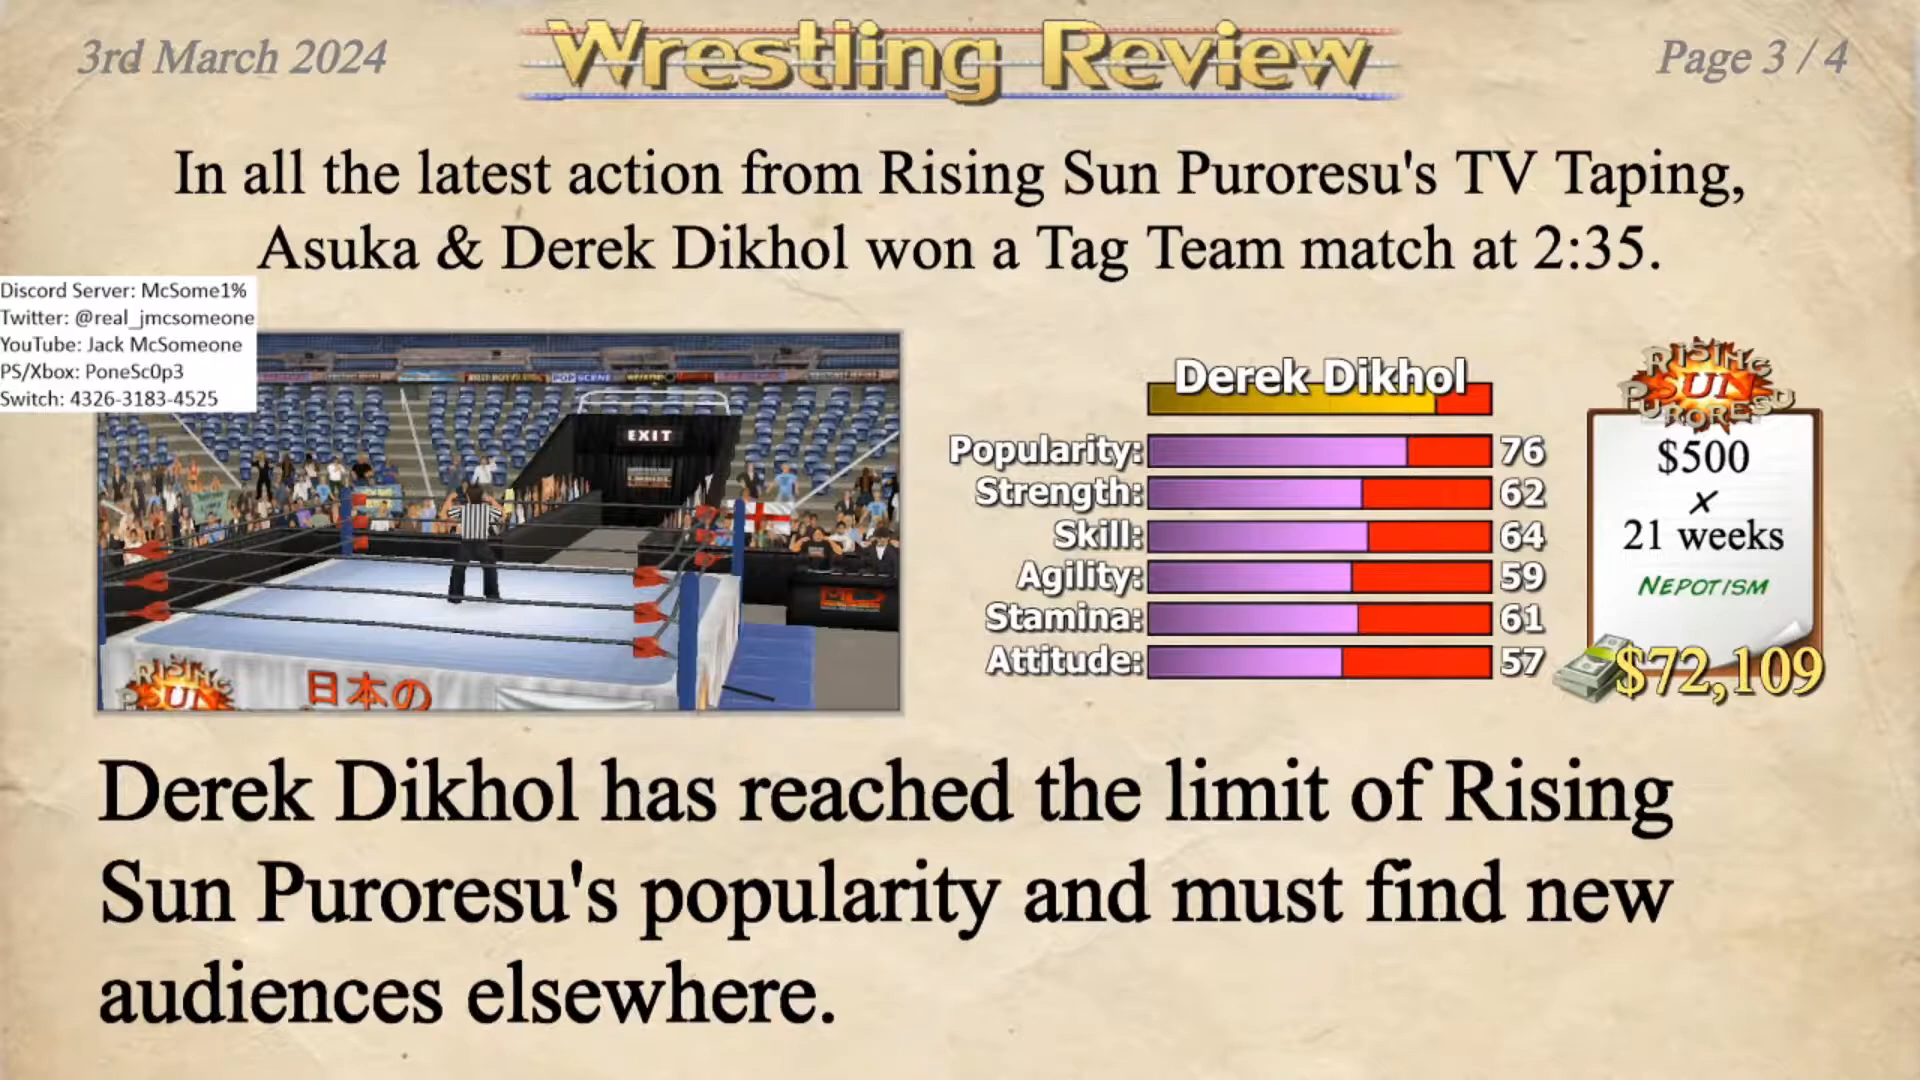 3rd March 2024
Wrestling Review
Page 3 / 4
In all the latest action from Rising Sun Puroresu's TV Taping,
Asuka & Derek Dikhol won a Tag Team match at 2:35.
Discord Server: McSome1%
Twitter: @real_jmcsomeone
YouTube: Jack McSomeone
PS/Xbox: PoneSc0p3
Switch: 4326-3183-4525
EXIT
POP SCENE
日本の
Derek Dikhol
Popularity: 76
Strength: 62
Skill: 64
Agility: 59
Stamina: 61
Attitude: 57
RISING
PURORESU
$500
x
21 weeks
NEPOTISM
$72,109
Derek Dikhol has reached the limit of Rising
Sun Puroresu's popularity and must find new
audiences elsewhere.